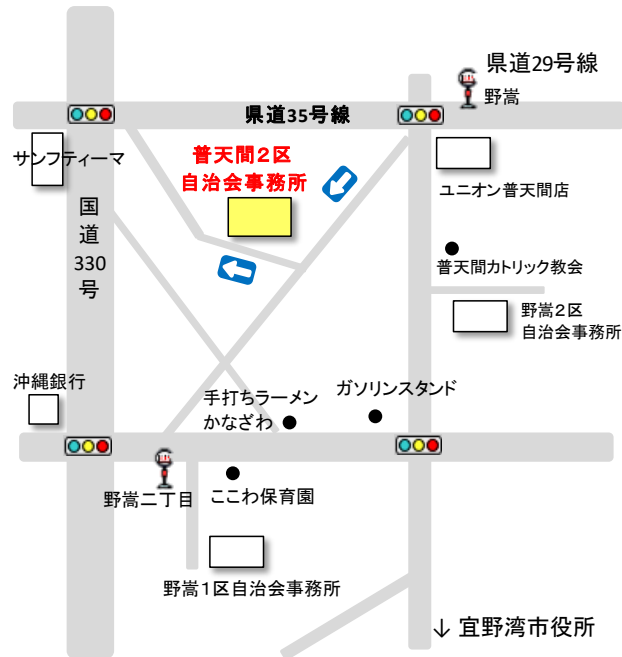 県道29号線
野嵩
県道35号線
サンフティーマ
普天間２区
自治会事務所
ユニオン普天間店
国
道
330
号
普天間カトリック教会
野嵩２区
自治会事務所
沖縄銀行
手打ちラーメン
かなざわ
ガソリンスタンド
野嵩二丁目
ここわ保育園
野嵩１区自治会事務所
↓ 宜野湾市役所